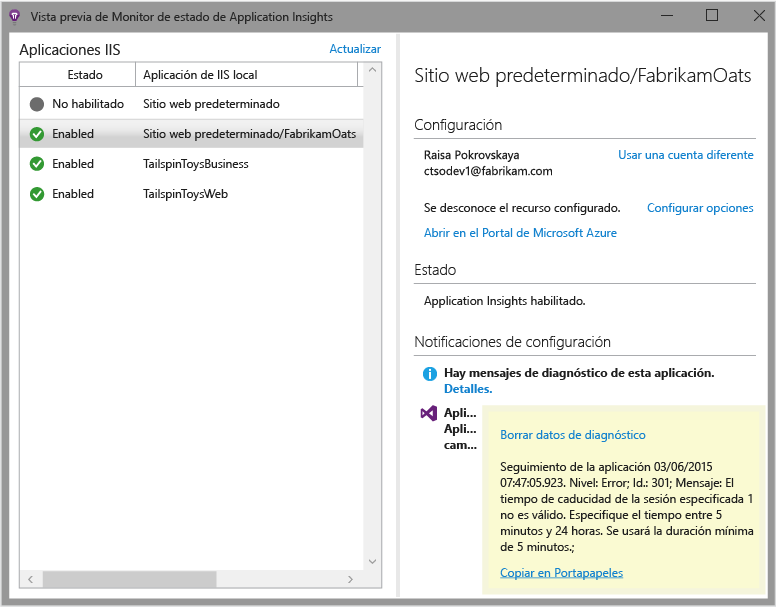 Vista previa de Monitor de estado de Application Insights
Aplicaciones IIS
Actualizar
Estado
Aplicación de IIS local
No habilitado
Sitio web predeterminado
Enabled
Sitio web predeterminado/FabrikamOats
Enabled
TailspinToysBusiness
Enabled
TailspinToysWeb
Sitio web predeterminado/FabrikamOats
Configuración
Raisa Pokrovskaya
Usar una cuenta diferente
ctsodev1@fabrikam.com
Se desconoce el recurso configurado.
Configurar opciones
Abrir en el Portal de Microsoft Azure
Estado
Application Insights habilitado.
Notificaciones de configuración
Hay mensajes de diagnóstico de esta aplicación.
Detalles.
Apli...
Apli...
cam...
Borrar datos de diagnóstico
Seguimiento de la aplicación 03/06/2015
07:47:05.923. Nivel: Error; Id.: 301; Mensaje: El
tiempo de caducidad de la sesión especificada 1
no es válido. Especifique el tiempo entre 5
minutos y 24 horas. Se usará la duración mínima
de 5 minutos.;
Copiar en Portapapeles